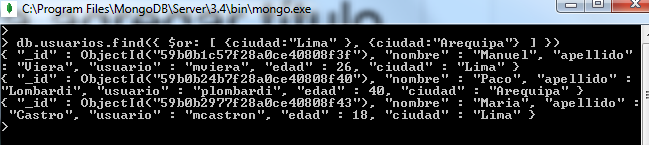 C:\Program Files\MongoDB\Server\3.4\bin\mongo.exe
>
> db.usuarios.find({ $or: [ {ciudad:"Lima" }, {ciudad:"Arequipa"} ] })
{ "_id" : ObjectId("59b0b1c57f28a0ce40808f3f"), "nombre" : "Manuel", "apellido" :
"Viera", "usuario" : "mviera", "edad" : 26, "ciudad" : "Lima" }
{ "_id" : ObjectId("59b0b24b7f28a0ce40808f40"), "nombre" : "Paco", "apellido" :
"Lombardi", "usuario" : "plombardi", "edad" : 40, "ciudad" : "Arequipa" }
{ "_id" : ObjectId("59b0b2977f28a0ce40808f43"), "nombre" : "Maria", "apellido" :
"Castro", "usuario" : "mcastron", "edad" : 18, "ciudad" : "Lima" }
>